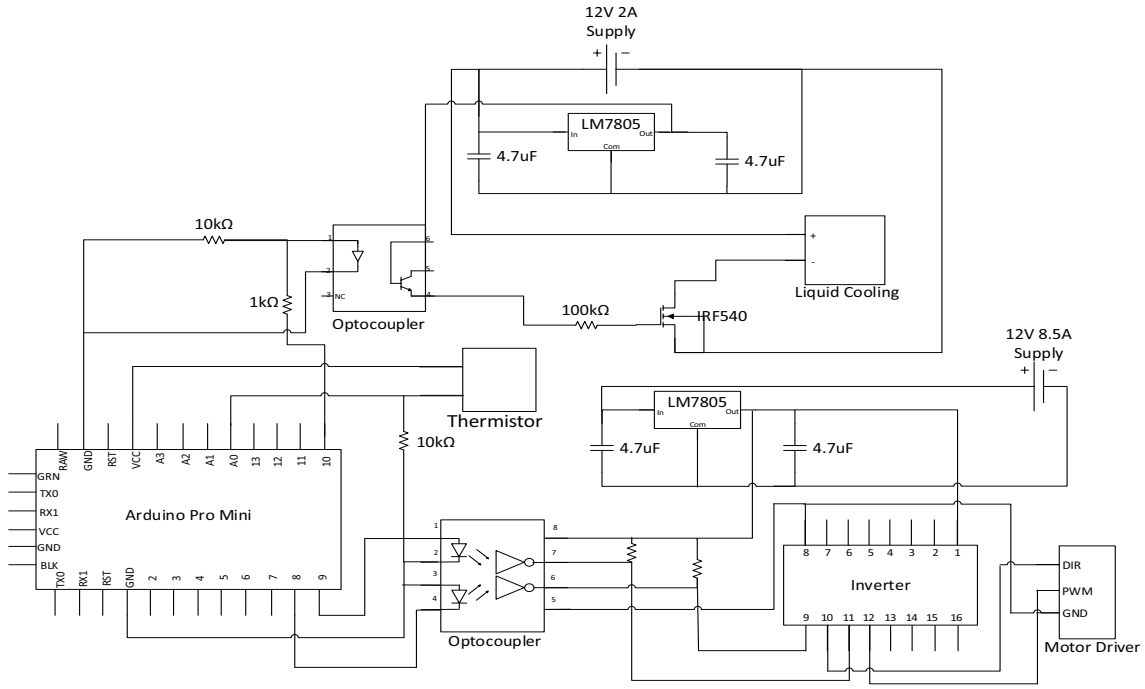 12V 2A
Supply
+ −
LM7805
In Out
Com
4.7uF
4.7uF
10kΩ
1 6
2 5
3 NC 4
Optocoupler
1kΩ
100kΩ
IRF540
+
-
Liquid Cooling
12V 8.5A
Supply
+ −
LM7805
In Out
Com
4.7uF
4.7uF
Thermistor
10kΩ
RAW GND RST VCC A3 A2 A1 A0 13 12 11 10
GRN
TX0
RX1
VCC
GND
BLK
Arduino Pro Mini
TX0 RX1 RST GND 2 3 4 5 6 7 8 9
1 8
2 7
3 6
4 5
Optocoupler
8 7 6 5 4 3 2 1
Inverter
9 10 11 12 13 14 15 16
DIR
PWM
GND
Motor Driver